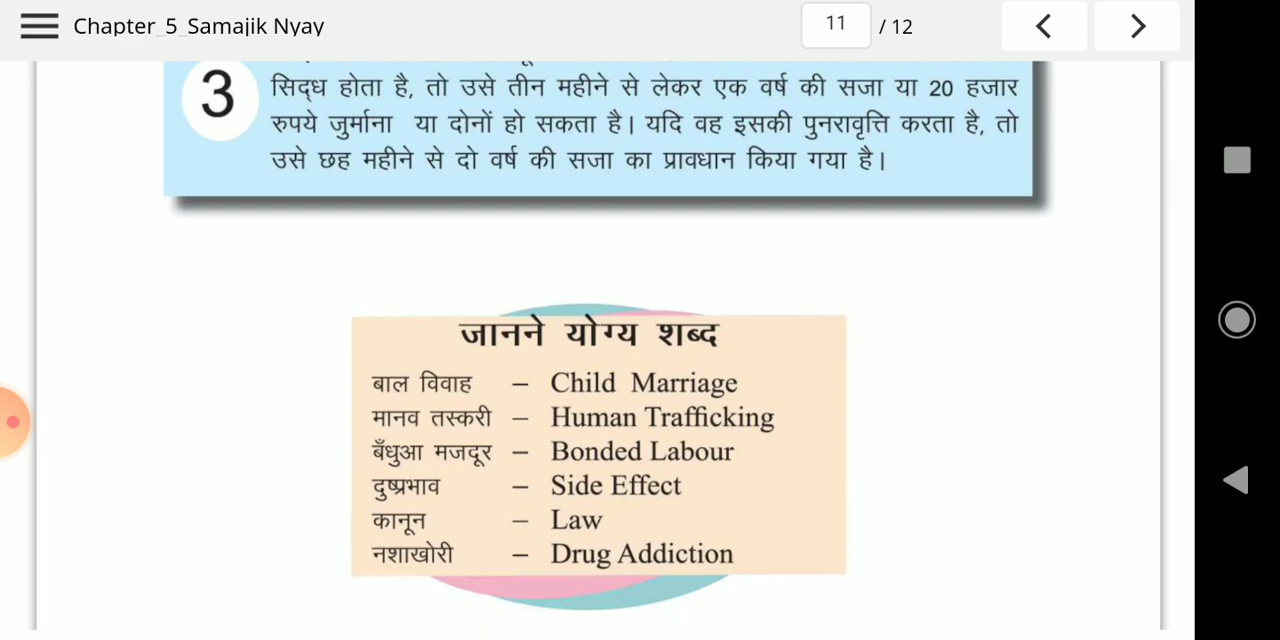 Chapter_5_Samajik Nyay
11 / 12
3
सिद्ध होता है, तो उसे तीन महीने से लेकर एक वर्ष की सजा या 20 हजार
रुपये जुर्माना या दोनों हो सकता है। यदि वह इसकी पुनरावृत्ति करता है, तो
उसे छह महीने से दो वर्ष की सजा का प्रावधान किया गया है।
जानने योग्य शब्द
बाल विवाह – Child Marriage
मानव तस्करी – Human Trafficking
बँधुआ मजदूर – Bonded Labour
दुष्प्रभाव – Side Effect
कानून – Law
नशाखोरी – Drug Addiction